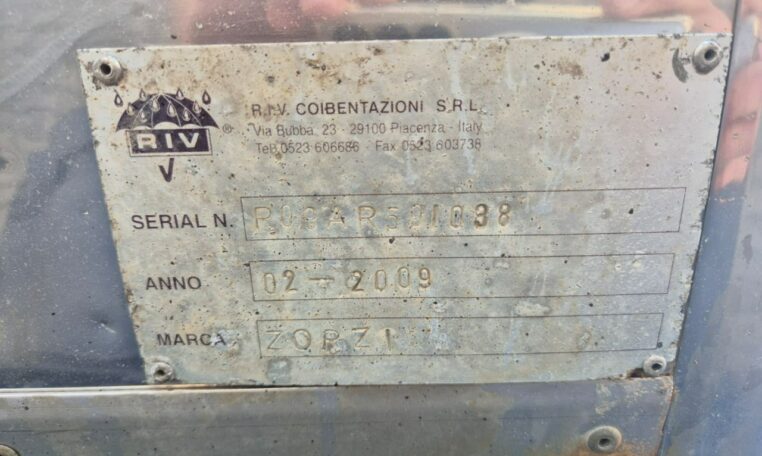 RIV ®
R.I.V. COIBENTAZIONI S.R.L.
Via Bubba, 23 - 29100 Piacenza - Italy
Tel. 0523 606686 - Fax 0523 603738
SERIAL N.
ANNO 02-2009
MARCA ZORZI